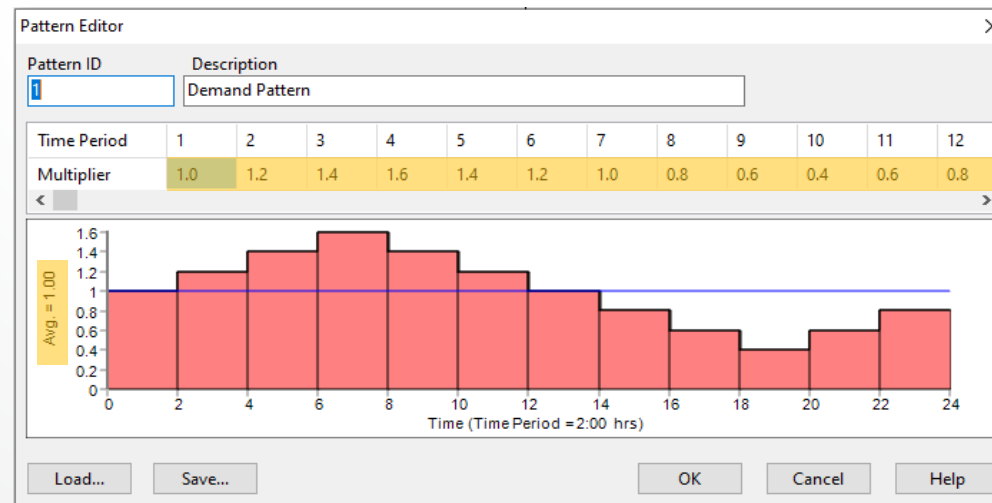 Pattern Editor
Pattern ID Description
1 Demand Pattern
Time Period 1 2 3 4 5 6 7 8 9 10 11 12
Multiplier 1.0 1.2 1.4 1.6 1.4 1.2 1.0 0.8 0.6 0.4 0.6 0.8
Avg. = 1.00
1.6
1.4
1.2
1
0.8
0.6
0.4
0.2
0
0 2 4 6 8 10 12 14 16 18 20 22 24
Time (Time Period = 2:00 hrs)
Load... Save... OK Cancel Help